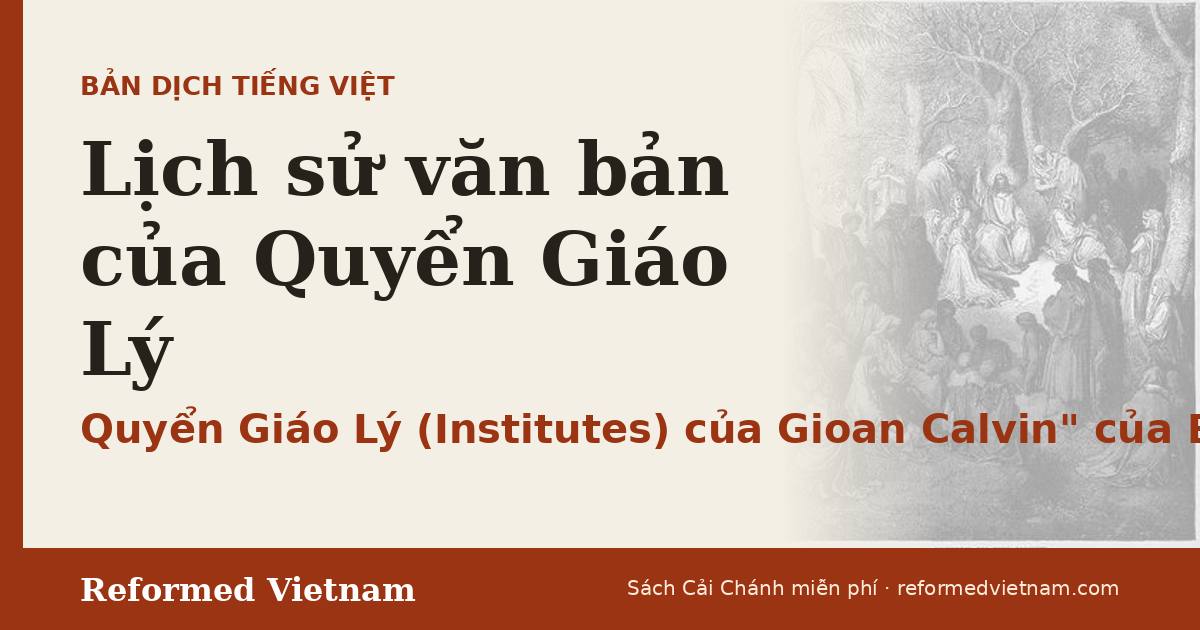 BẢN DỊCH TIẾNG VIỆT
Lịch sử văn bản
của Quyển Giáo
Lý
Quyển Giáo Lý (Institutes) của Gioan Calvin" của
Reformed Vietnam
Sách Cải Chánh miễn phí · reformedvietnam.com